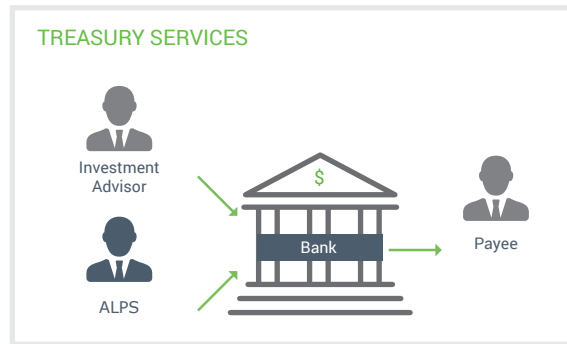 TREASURY SERVICES
Investment
Advisor
$
Bank
Payee
ALPS